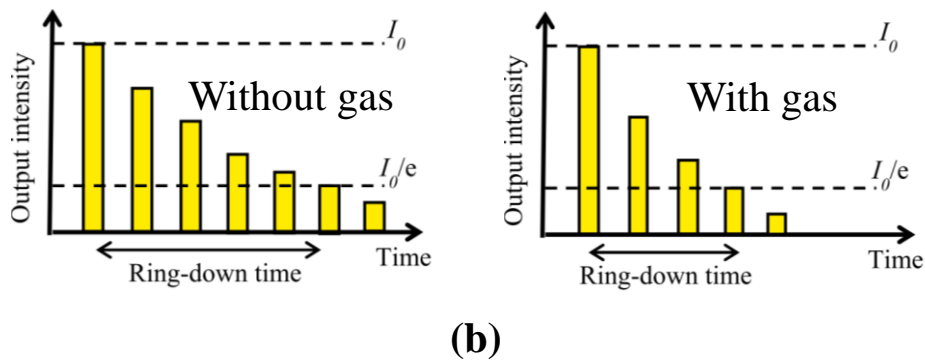 I₀
Without gas
Output intensity
I₀/e
Time
Ring-down time
I₀
With gas
Output intensity
I₀/e
Time
Ring-down time
(b)